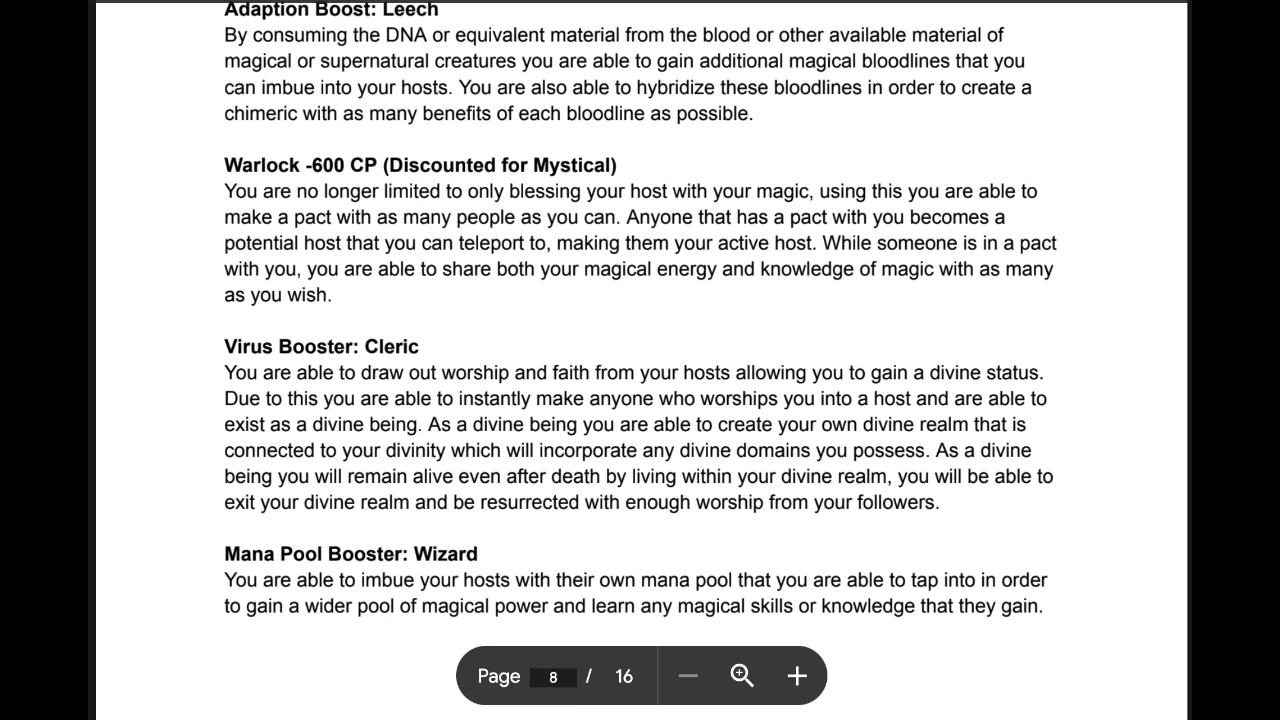 Adaption Boost: Leech
By consuming the DNA or equivalent material from the blood or other available material of
magical or supernatural creatures you are able to gain additional magical bloodlines that you
can imbue into your hosts. You are also able to hybridize these bloodlines in order to create a
chimeric with as many benefits of each bloodline as possible.
Warlock -600 CP (Discounted for Mystical)
You are no longer limited to only blessing your host with your magic, using this you are able to
make a pact with as many people as you can. Anyone that has a pact with you becomes a
potential host that you can teleport to, making them your active host. While someone is in a pact
with you, you are able to share both your magical energy and knowledge of magic with as many
as you wish.
Virus Booster: Cleric
You are able to draw out worship and faith from your hosts allowing you to gain a divine status.
Due to this you are able to instantly make anyone who worships you into a host and are able to
exist as a divine being. As a divine being you are able to create your own divine realm that is
connected to your divinity which will incorporate any divine domains you possess. As a divine
being you will remain alive even after death by living within your divine realm, you will be able to
exit your divine realm and be resurrected with enough worship from your followers.
Mana Pool Booster: Wizard
You are able to imbue your hosts with their own mana pool that you are able to tap into in order
to gain a wider pool of magical power and learn any magical skills or knowledge that they gain.
Page 8 / 16